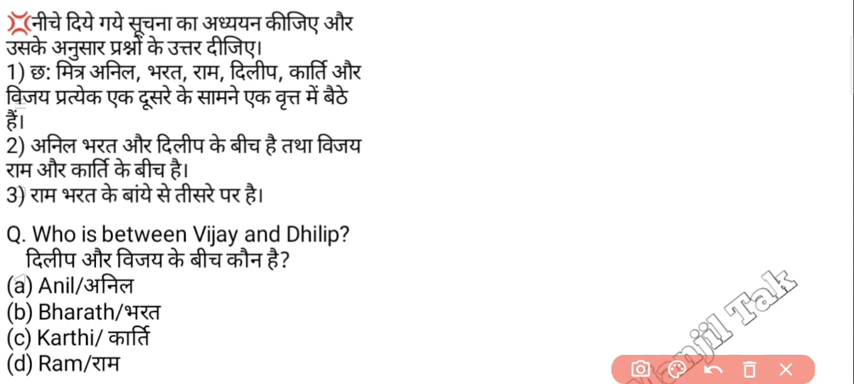 नीचे दिये गये सूचना का अध्ययन कीजिए और
उसके अनुसार प्रश्नों के उत्तर दीजिए।
1) छ: मित्र अनिल, भरत, राम, दिलीप, कार्ति और
विजय प्रत्येक एक दूसरे के सामने एक वृत्त में बैठे
हैं।
2) अनिल भरत और दिलीप के बीच है तथा विजय
राम और कार्ति के बीच है।
3) राम भरत के बांये से तीसरे पर है।
Q. Who is between Vijay and Dhilip?
दिलीप और विजय के बीच कौन है?
(a) Anil/अनिल
(b) Bharath/भरत
(c) Karthi/ कार्ति
(d) Ram/राम
Tak